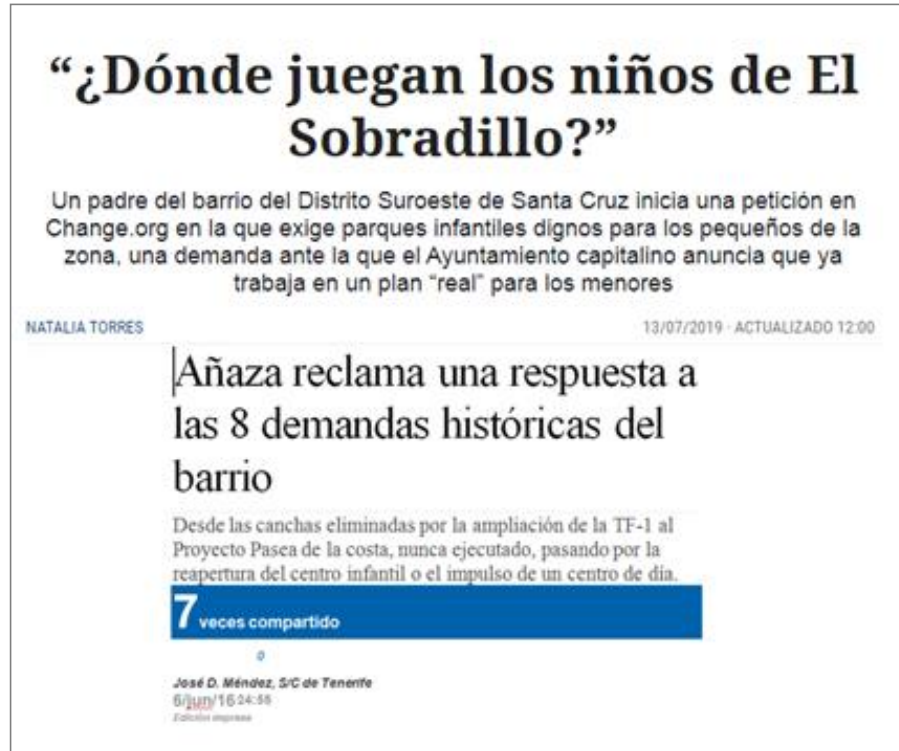 “¿Dónde juegan los niños de El
Sobradillo?”
Un padre del barrio del Distrito Suroeste de Santa Cruz inicia una petición en
Change.org en la que exige parques infantiles dignos para los pequeños de la
zona, una demanda ante la que el Ayuntamiento capitalino anuncia que ya
trabaja en un plan “real” para los menores
NATALIA TORRES
13/07/2019 · ACTUALIZADO 12:00
Añaza reclama una respuesta a
las 8 demandas históricas del
barrio
Desde las canchas eliminadas por la ampliación de la TF-1 al
Proyecto Pasea de la costa, nunca ejecutado, pasando por la
reapertura del centro infantil o el impulso de un centro de día.
7 veces compartido
0
José D. Méndez, S/C de Tenerife
6/jun/16 24:55
Edición impresa